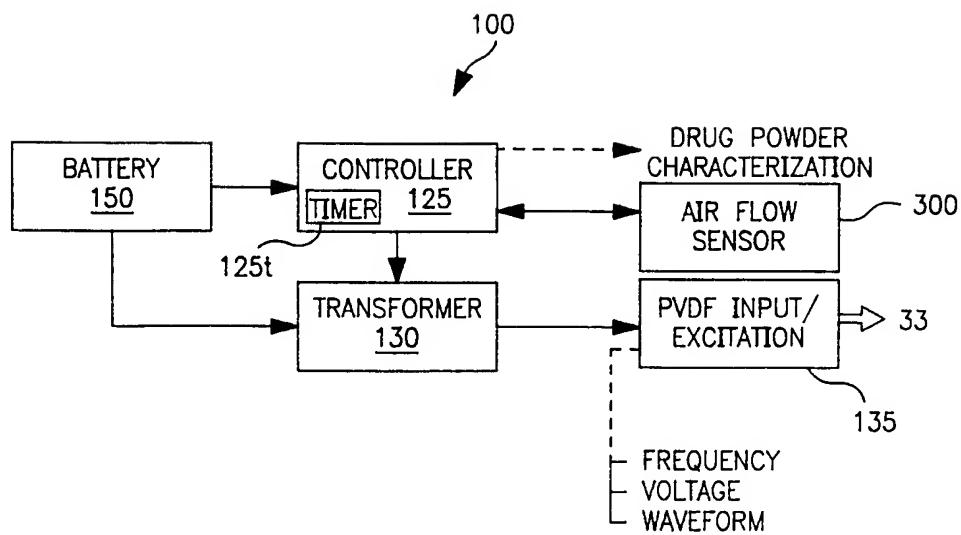 100
BATTERY
150
CONTROLLER
TIMER 125
125t
DRUG POWDER
CHARACTERIZATION
AIR FLOW
SENSOR
300
TRANSFORMER
130
PVDF INPUT/
EXCITATION
33
135
FREQUENCY
VOLTAGE
WAVEFORM